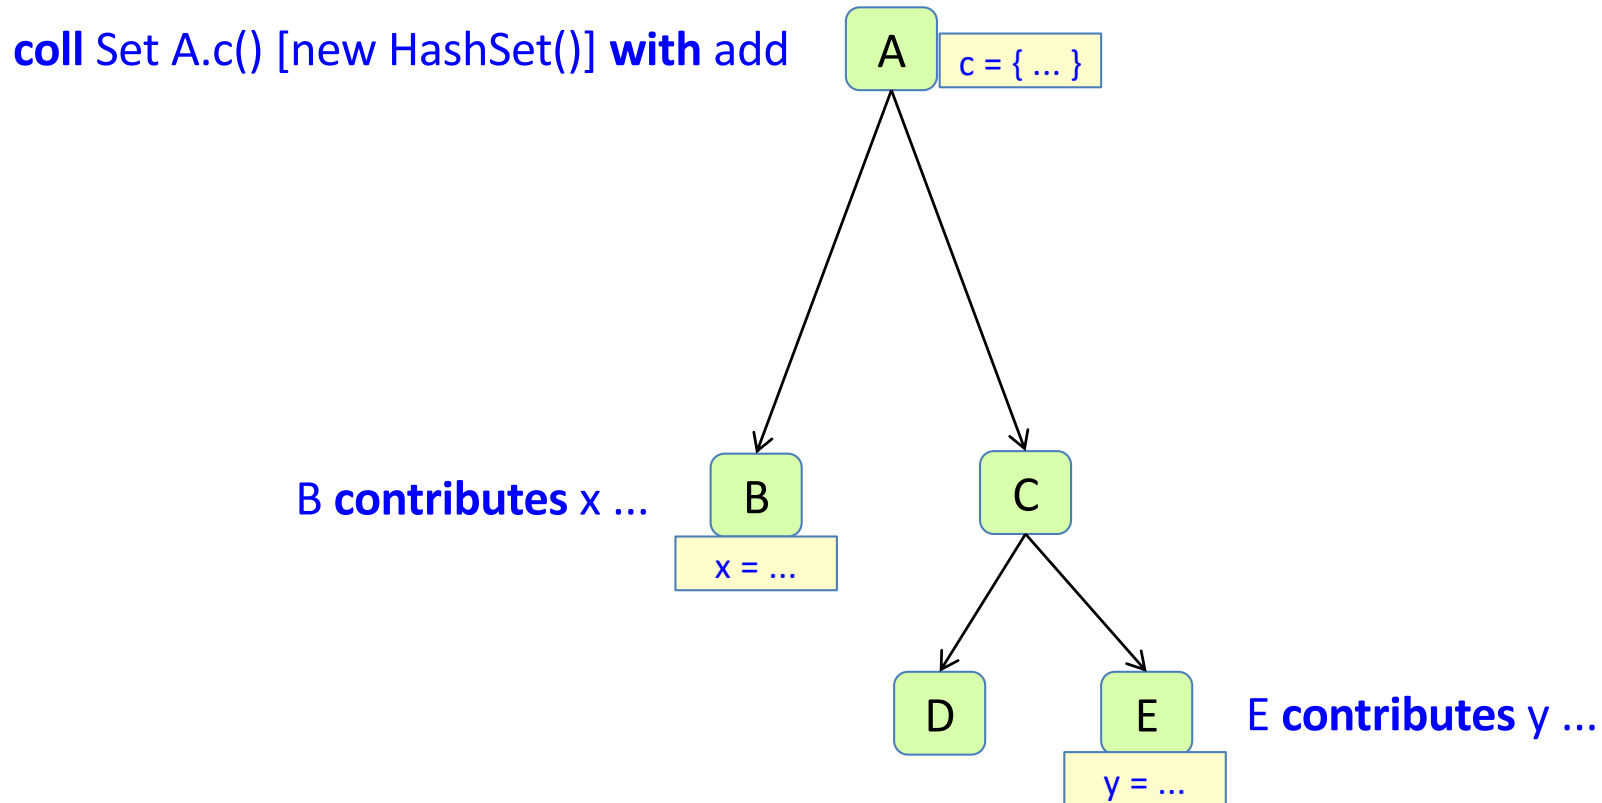 coll Set A.c() [new HashSet()] with add
A
c = { ... }
B contributes x ...
B
C
x = ...
D
E
E contributes y ...
y = ...